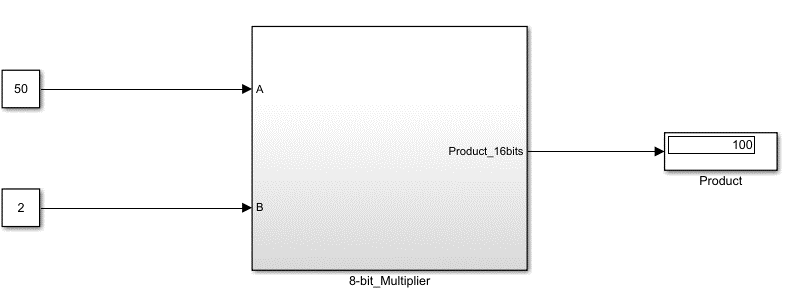 50
A
Product_16bits
100
Product
2
B
8-bit_Multiplier